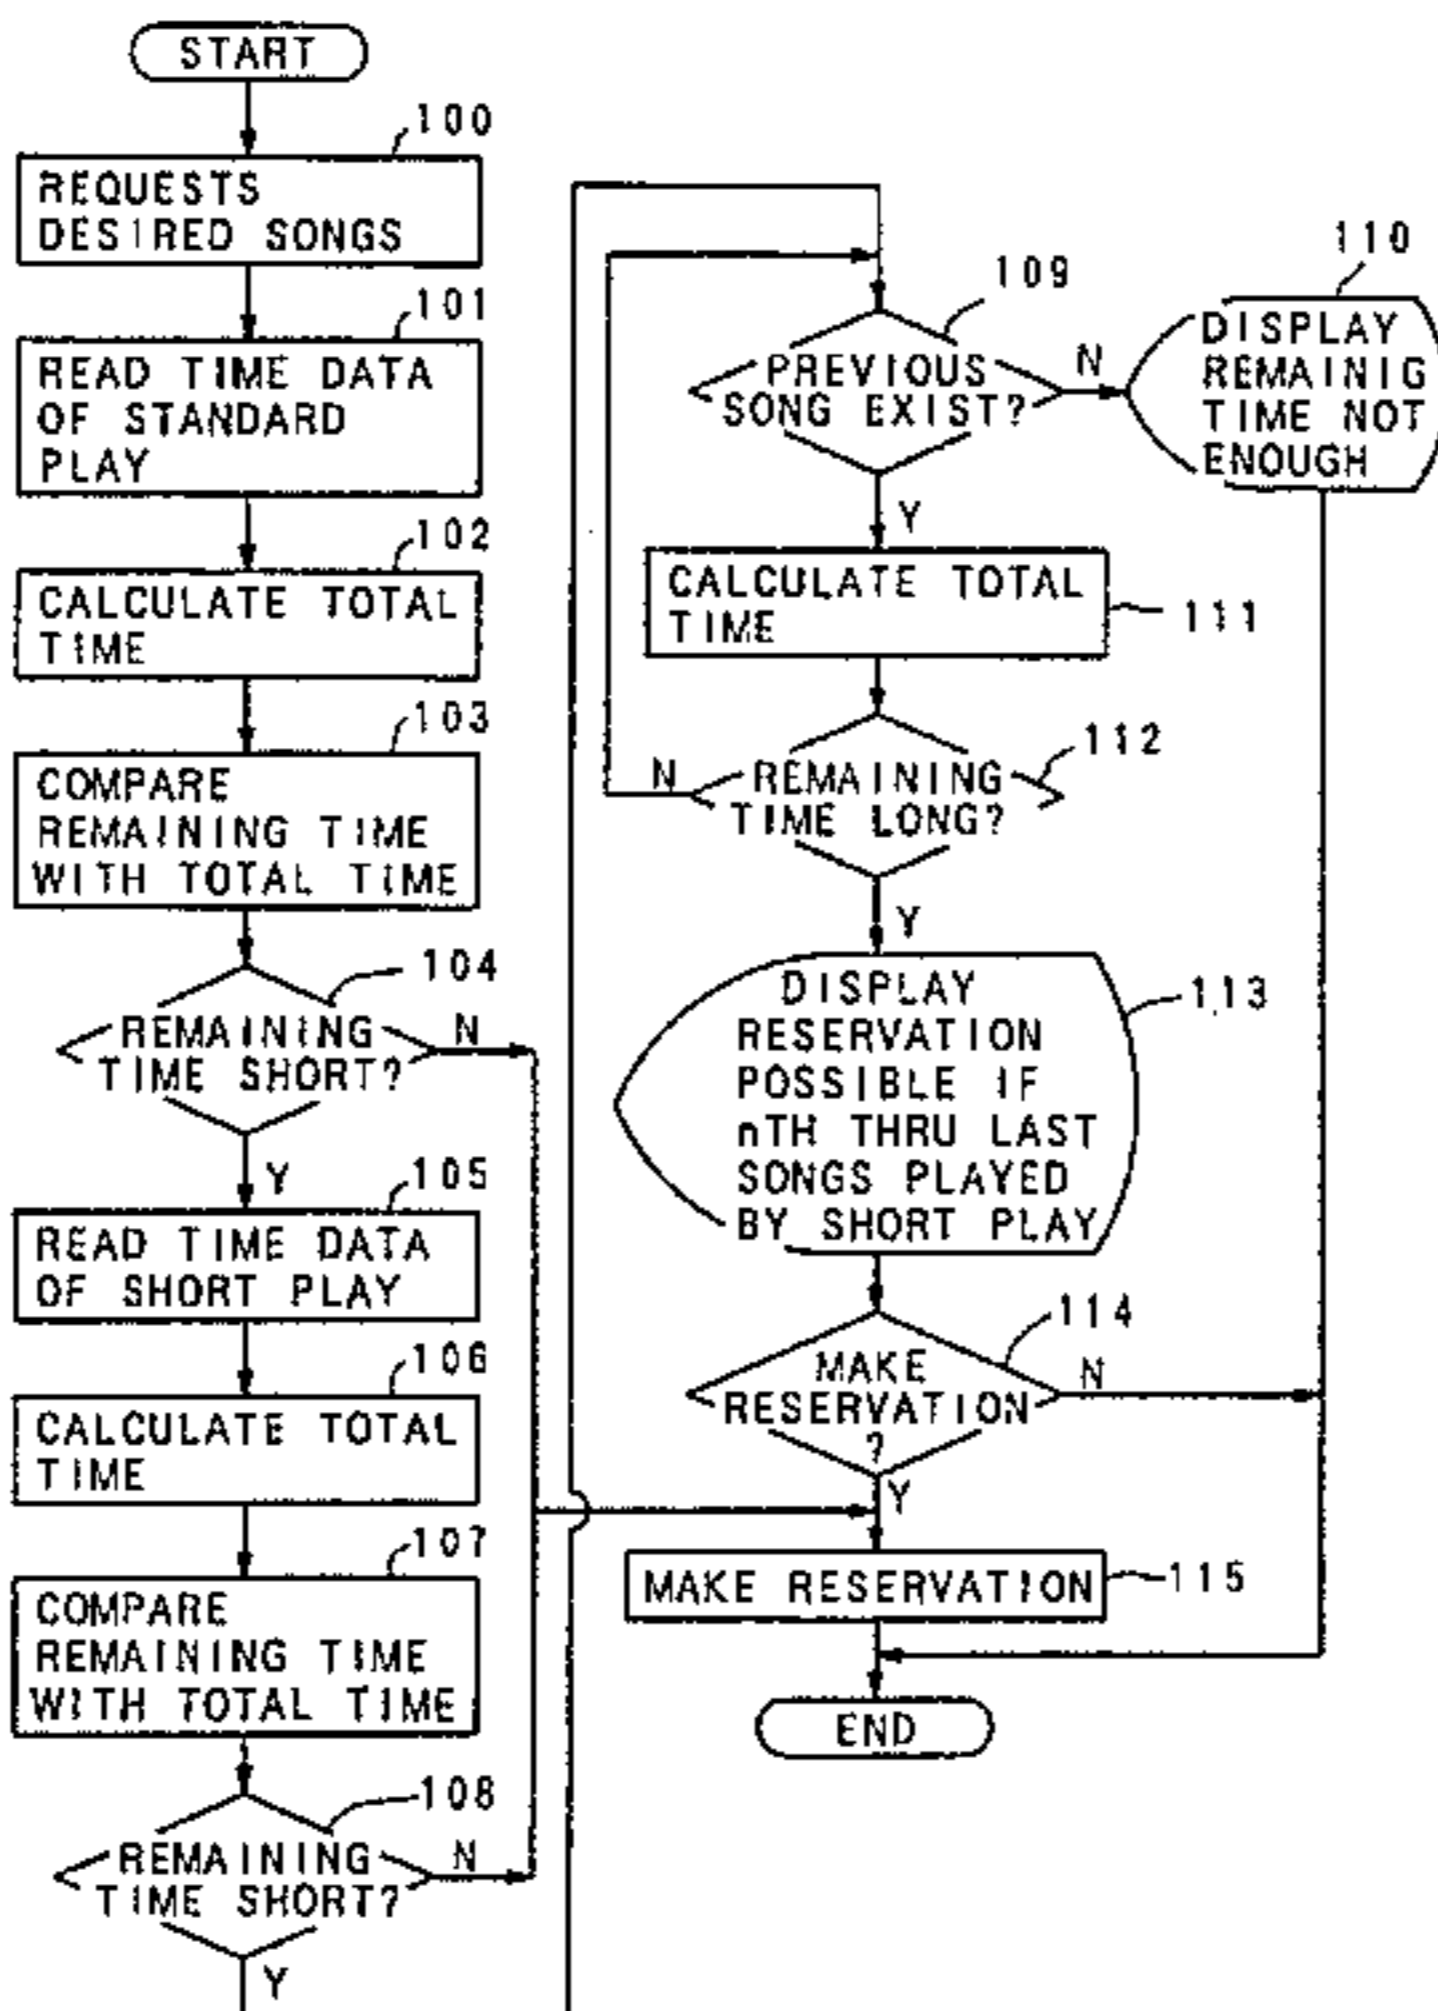 START
100
REQUESTS
DESIRED SONGS
101
READ TIME DATA
OF STANDARD
PLAY
102
CALCULATE TOTAL
TIME
103
COMPARE
REMAINING TIME
WITH TOTAL TIME
104
REMAINING
TIME SHORT?
N
Y
105
READ TIME DATA
OF SHORT PLAY
106
CALCULATE TOTAL
TIME
107
COMPARE
REMAINING TIME
WITH TOTAL TIME
108
REMAINING
TIME SHORT?
N
Y
109
PREVIOUS
SONG EXIST?
N
Y
110
DISPLAY
REMAINIG
TIME NOT
ENOUGH
CALCULATE TOTAL
TIME
111
112
REMAINING
TIME LONG?
N
Y
113
DISPLAY
RESERVATION
POSSIBLE IF
nTH THRU LAST
SONGS PLAYED
BY SHORT PLAY
114
MAKE
RESERVATION
?
N
Y
MAKE RESERVATION
115
END